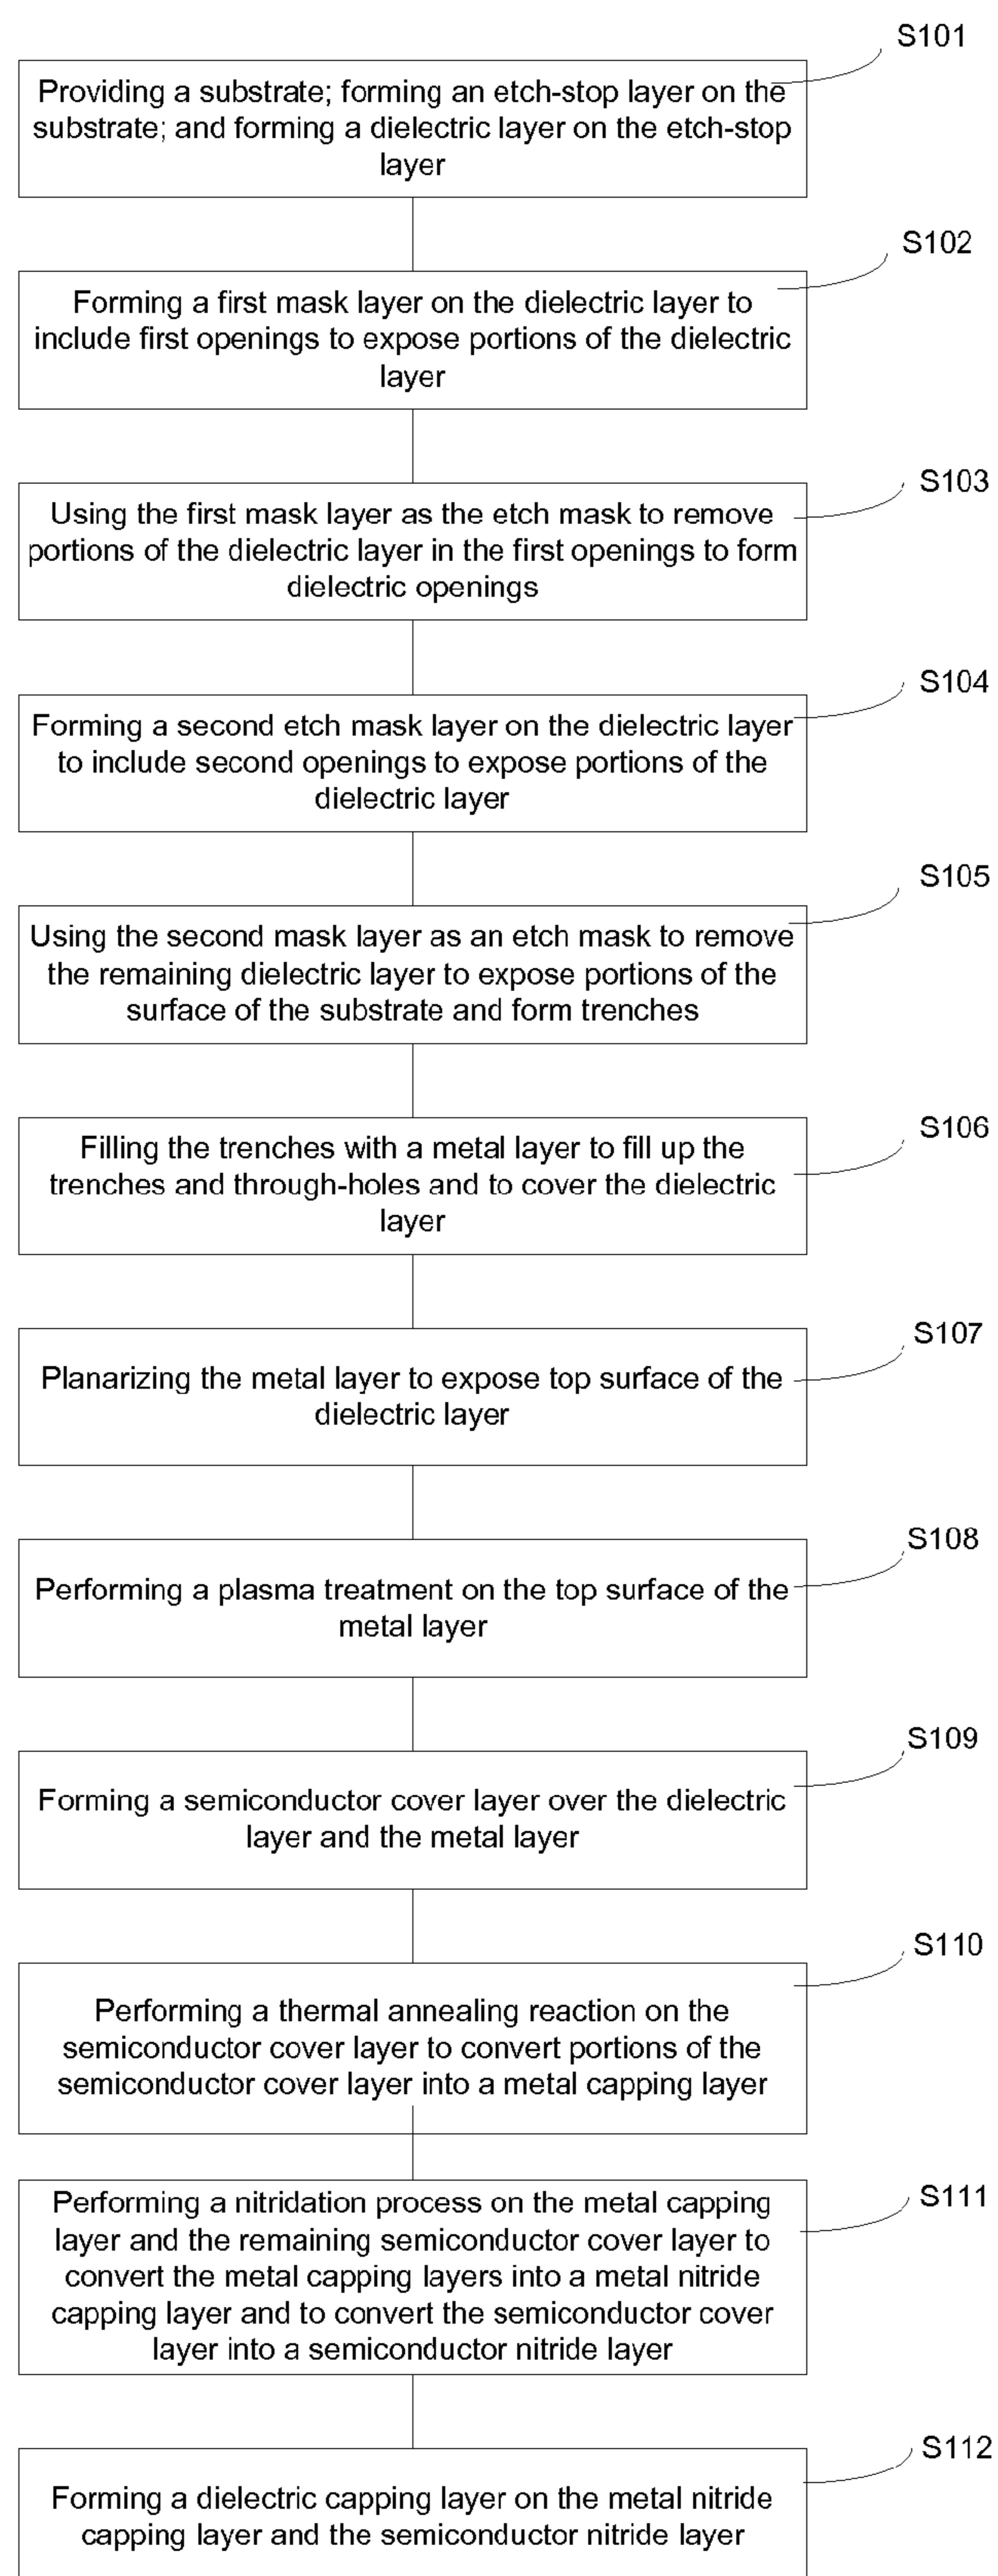 S101
Providing a substrate; forming an etch-stop layer on the
substrate; and forming a dielectric layer on the etch-stop
layer
S102
Forming a first mask layer on the dielectric layer to
include first openings to expose portions of the dielectric
layer
S103
Using the first mask layer as the etch mask to remove
portions of the dielectric layer in the first openings to form
dielectric openings
S104
Forming a second etch mask layer on the dielectric layer
to include second openings to expose portions of the
dielectric layer
S105
Using the second mask layer as an etch mask to remove
the remaining dielectric layer to expose portions of the
surface of the substrate and form trenches
S106
Filling the trenches with a metal layer to fill up the
trenches and through-holes and to cover the dielectric
layer
S107
Planarizing the metal layer to expose top surface of the
dielectric layer
S108
Performing a plasma treatment on the top surface of the
metal layer
S109
Forming a semiconductor cover layer over the dielectric
layer and the metal layer
S110
Performing a thermal annealing reaction on the
semiconductor cover layer to convert portions of the
semiconductor cover layer into a metal capping layer
S111
Performing a nitridation process on the metal capping
layer and the remaining semiconductor cover layer to
convert the metal capping layers into a metal nitride
capping layer and to convert the semiconductor cover
layer into a semiconductor nitride layer
S112
Forming a dielectric capping layer on the metal nitride
capping layer and the semiconductor nitride layer